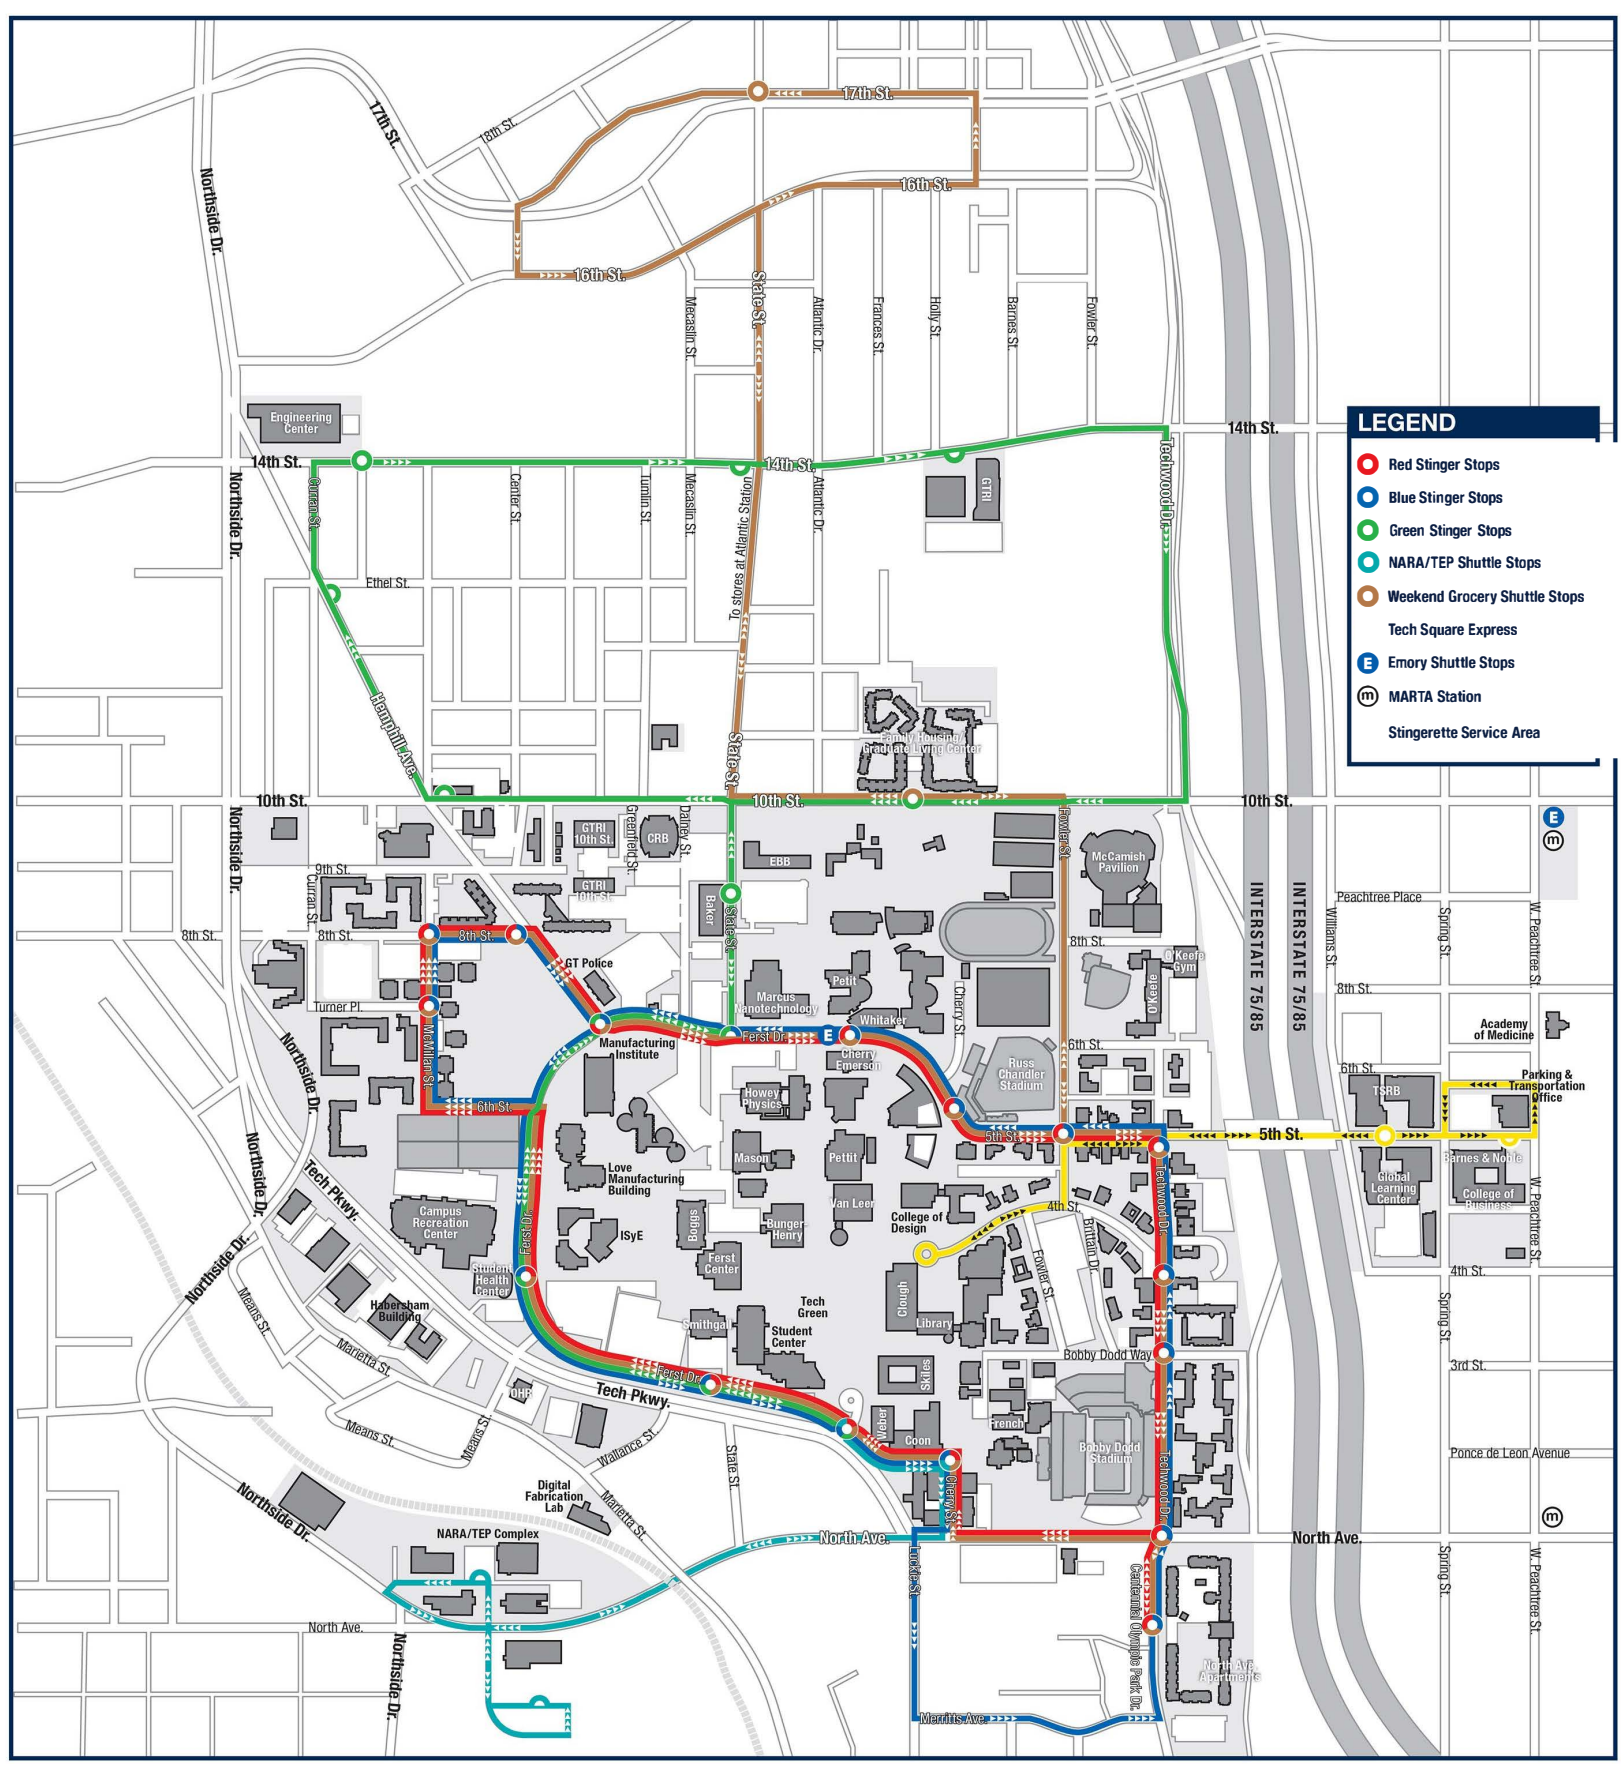 17th St.
17th St.
18th St.
Northside Dr.
16th St.
16th St.
State St.
Mecaslin St.
Atlantic Dr.
Frances St.
Holly St.
Barnes St.
Fowler St.
Engineering
Center
14th St.
14th St.
14th St.
LEGEND
Red Stinger Stops
Blue Stinger Stops
Green Stinger Stops
NARA/TEP Shuttle Stops
Weekend Grocery Shuttle Stops
Tech Square Express
E
Emory Shuttle Stops
m
MARTA Station
Stingerette Service Area
Northside Dr.
Curran St.
Center St.
Tumlin St.
Mecaslin St.
To stores at Atlantic Station
Atlantic Dr.
GTRI
Techwood Dr.
Ethel St.
Hemphill Ave.
State St.
Family Housing/
Graduate Living Center
10th St.
10th St.
10th St.
E
m
Northside Dr.
GTRI
10th St.
Greenfield St.
CRB
Dalney St.
EBB
Fowler St.
McCamish
Pavilion
9th St.
Curran St.
GTRI
10th St.
Baker
State St.
INTERSTATE 75/85
INTERSTATE 75/85
Peachtree Place
Williams St.
Spring St.
W. Peachtree St.
8th St.
8th St.
8th St.
8th St.
8th St.
GT Police
Marcus
Nanotechnology
Petit
Whitaker
Cherry St.
O'Keefe
Gym
O'Keefe
Turner Pl.
McMillan St.
Manufacturing
Institute
Ferst Dr.
E
Cherry
Emerson
Russ
Chandler
Stadium
6th St.
6th St.
Academy
of Medicine
TSRB
Parking &
Transportation
Office
Northside Dr.
6th St.
Howey
Physics
5th St.
5th St.
Barnes & Noble
Northside Dr.
Tech Pkwy.
Love
Manufacturing
Building
Mason
Pettit
Global
Learning
Center
College of
Business
Campus
Recreation
Center
Ferst Dr.
ISyE
Boggs
Bunger-
Henry
Van Leer
College of
Design
4th St.
Brittain Dr.
Techwood Dr.
W. Peachtree St.
Northside Dr.
Student
Health
Center
Ferst
Center
Clough
Fowler St.
4th St.
Means St.
Habersham
Building
Tech
Green
Smithgall
Student
Center
Library
Spring St.
Marietta St.
Bobby Dodd Way
3rd St.
Ferst Dr.
Skiles
OHR
Tech Pkwy.
Weber
French
Coon
Bobby Dodd
Stadium
Ponce de Leon Avenue
Means St.
Means St.
Wallance St.
State St.
Techwood Dr.
Cherry St.
Northside Dr.
Digital
Fabrication
Lab
Marietta St.
m
NARA/TEP Complex
North Ave.
North Ave.
Luckie St.
Centennial Olympic Park Dr.
Spring St.
W. Peachtree St.
North Ave.
Northside Dr.
North Ave.
Apartments
Merritts Ave.